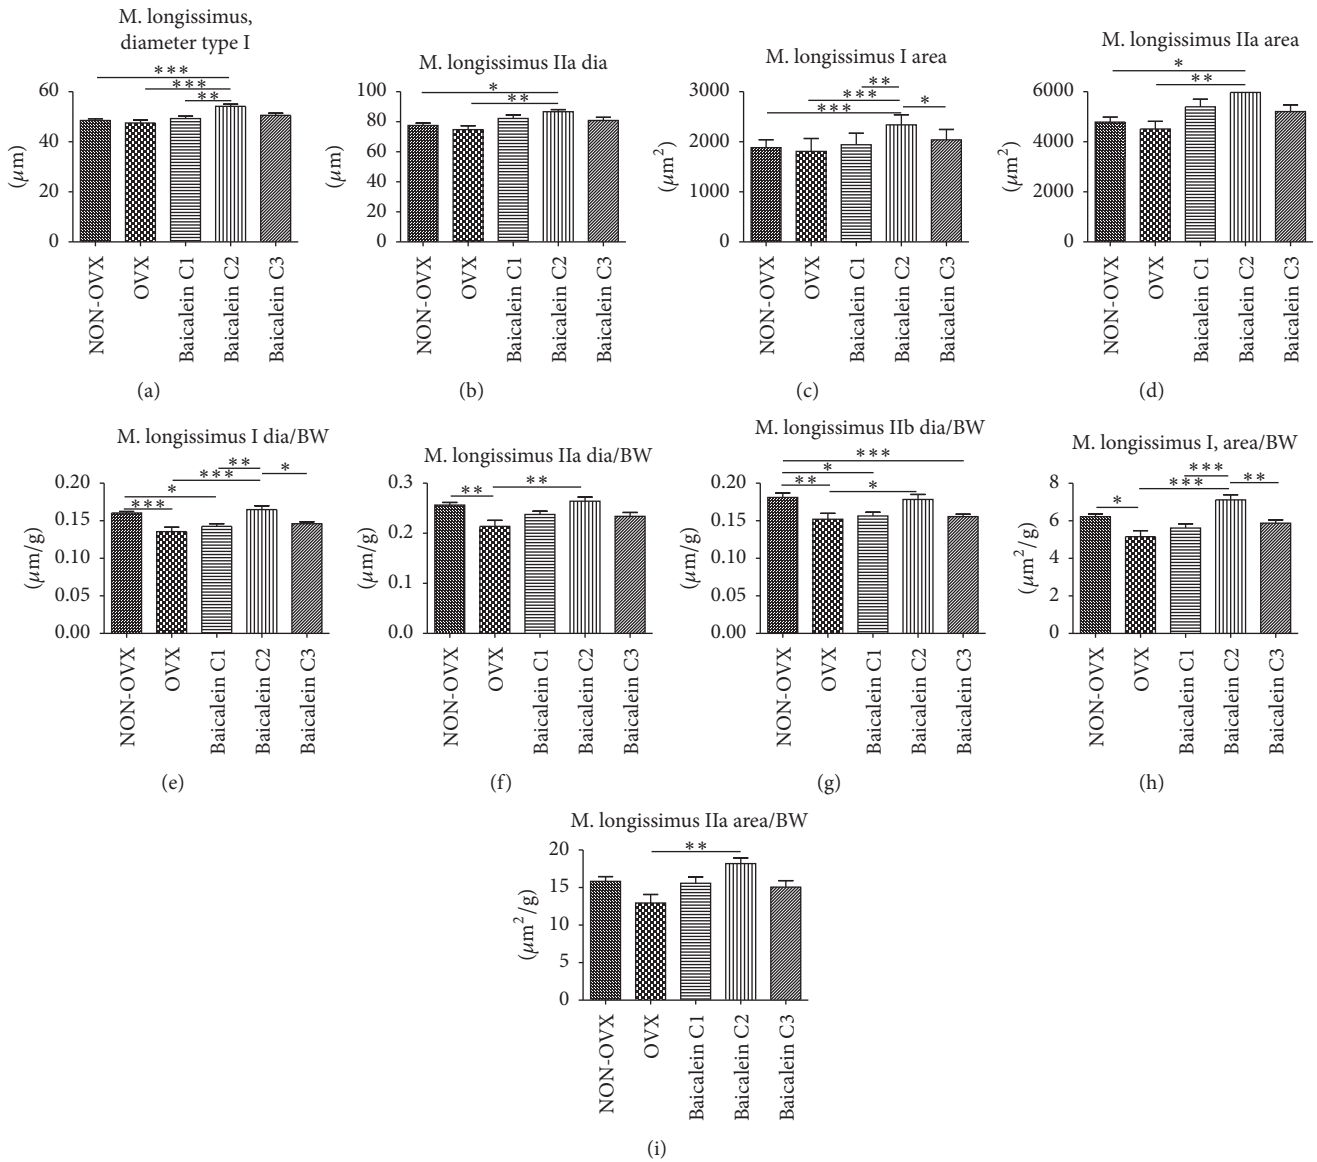 M. longissimus,
diameter type I
∗∗∗
∗∗∗
∗∗
60
40
20
0
(μm)
NON-OVX
OVX
Baicalein C1
Baicalein C2
Baicalein C3
(a)
M. longissimus IIa dia
∗
∗∗
100
80
60
40
20
0
(μm)
NON-OVX
OVX
Baicalein C1
Baicalein C2
Baicalein C3
(b)
M. longissimus I area
∗∗
∗∗∗
∗∗∗
∗
3000
2000
1000
0
(μm²)
NON-OVX
OVX
Baicalein C1
Baicalein C2
Baicalein C3
(c)
M. longissimus IIa area
∗
∗∗
6000
4000
2000
0
(μm²)
NON-OVX
OVX
Baicalein C1
Baicalein C2
Baicalein C3
(d)
M. longissimus I dia/BW
∗∗
∗∗∗
∗
∗
∗∗∗
0.20
0.15
0.10
0.05
0.00
(μm/g)
NON-OVX
OVX
Baicalein C1
Baicalein C2
Baicalein C3
(e)
M. longissimus IIa dia/BW
∗∗
∗∗
0.3
0.2
0.1
0.0
(μm/g)
NON-OVX
OVX
Baicalein C1
Baicalein C2
Baicalein C3
(f)
M. longissimus IIb dia/BW
∗∗∗
∗
∗∗
∗
0.20
0.15
0.10
0.05
0.00
(μm/g)
NON-OVX
OVX
Baicalein C1
Baicalein C2
Baicalein C3
(g)
M. longissimus I, area/BW
∗∗∗
∗∗∗
∗∗
∗
8
6
4
2
0
(μm²/g)
NON-OVX
OVX
Baicalein C1
Baicalein C2
Baicalein C3
(h)
M. longissimus IIa area/BW
∗∗
20
15
10
5
0
(μm²/g)
NON-OVX
OVX
Baicalein C1
Baicalein C2
Baicalein C3
(i)